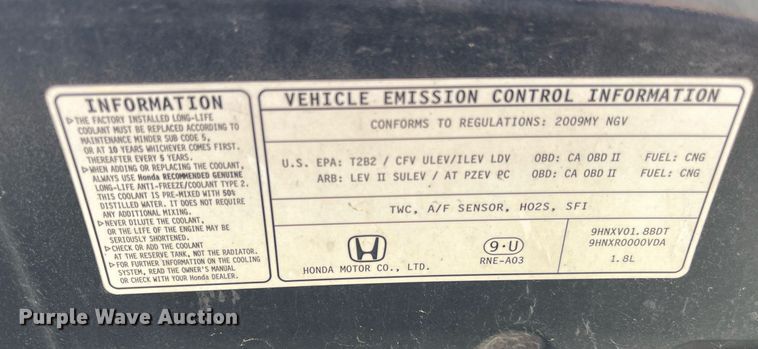 INFORMATION
▷THE FACTORY INSTALLED LONG-LIFE
COOLANT MUST BE REPLACED ACCORDING TO
MAINTENANCE MINDER SUB CODE 5,
OR AT 10 YEARS WHICHEVER COMES FIRST.
THEREAFTER EVERY 5 YEARS.
▷WHEN ADDING OR REPLACING THE COOLANT,
ALWAYS USE Honda RECOMMENDED GENUINE
LONG-LIFE ANTI-FREEZE/COOLANT TYPE 2.
THIS COOLANT IS PRE-MIXED WITH 50%
DISTILLED WATER. IT DOES NOT REQUIRE
ANY ADDITIONAL MIXING.
▷NEVER DILUTE THE COOLANT,
OR THE LIFE OF THE ENGINE MAY BE
SERIOUSLY SHORTENED.
▷CHECK OR ADD THE COOLANT
AT THE RESERVE TANK, NOT THE RADIATOR.
▷FOR FURTHER INFORMATION ON THE COOLING
SYSTEM, READ THE OWNER'S MANUAL
OR CHECK WITH YOUR Honda DEALER.
VEHICLE EMISSION CONTROL INFORMATION
CONFORMS TO REGULATIONS: 2009MY NGV
U.S. EPA: T2B2 / CFV ULEV/ILEV LDV OBD: CA OBD II FUEL: CNG
ARB: LEV II SULEV / AT PZEV PC OBD: CA OBD II FUEL: CNG
TWC, A/F SENSOR, HO2S, SFI
HONDA MOTOR CO., LTD.
9·U
RNE-A03
9HNXV01.8BDT
9HNXR0000VDA
1.8L
Purple Wave Auction